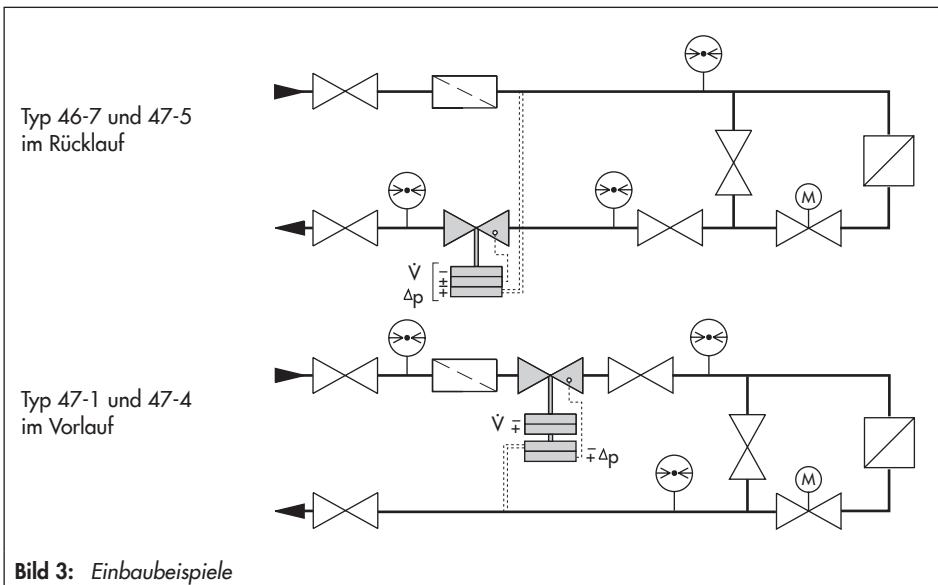 Typ 46-7 und 47-5
im Rücklauf
M
V̇
−
±
+
Δp
Typ 47-1 und 47-4
im Vorlauf
V̇ ∓
∓ Δp
M
Bild 3: Einbaubeispiele